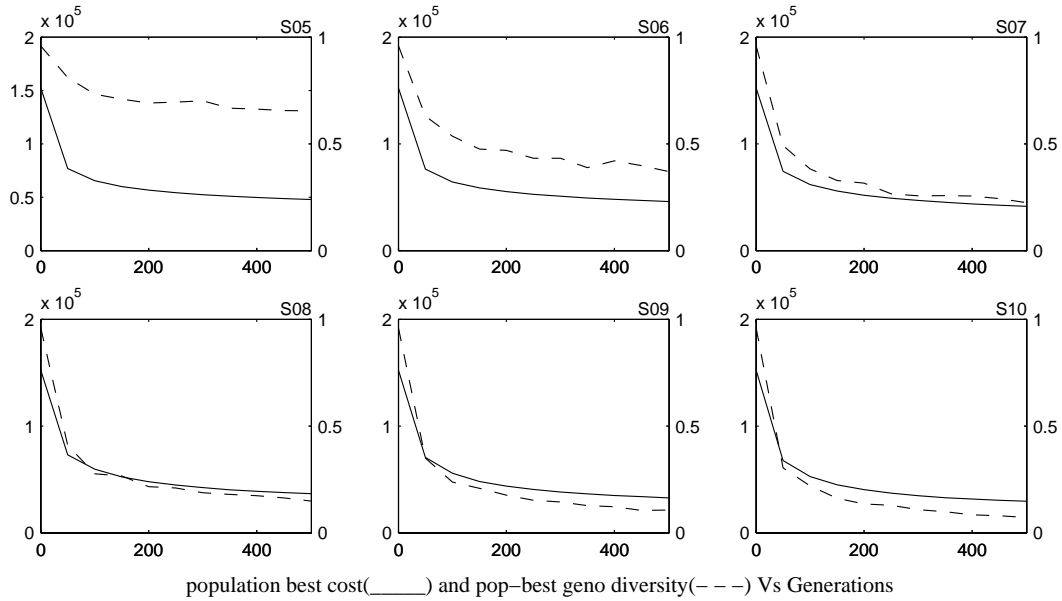 x 10^5 S05 x 10^5 S06 x 10^5 S07
2 1 2 1 2 1
1.5
1 0.5 1 0.5 1 0.5
0.5
0 0 0 0 0 0
0 200 400 0 200 400 0 200 400
x 10^5 S08 x 10^5 S09 x 10^5 S10
2 1 2 1 2 1
1 0.5 1 0.5 1 0.5
0 0 0 0 0 0
0 200 400 0 200 400 0 200 400
population best cost(_____) and pop−best geno diversity(− − −) Vs Generations